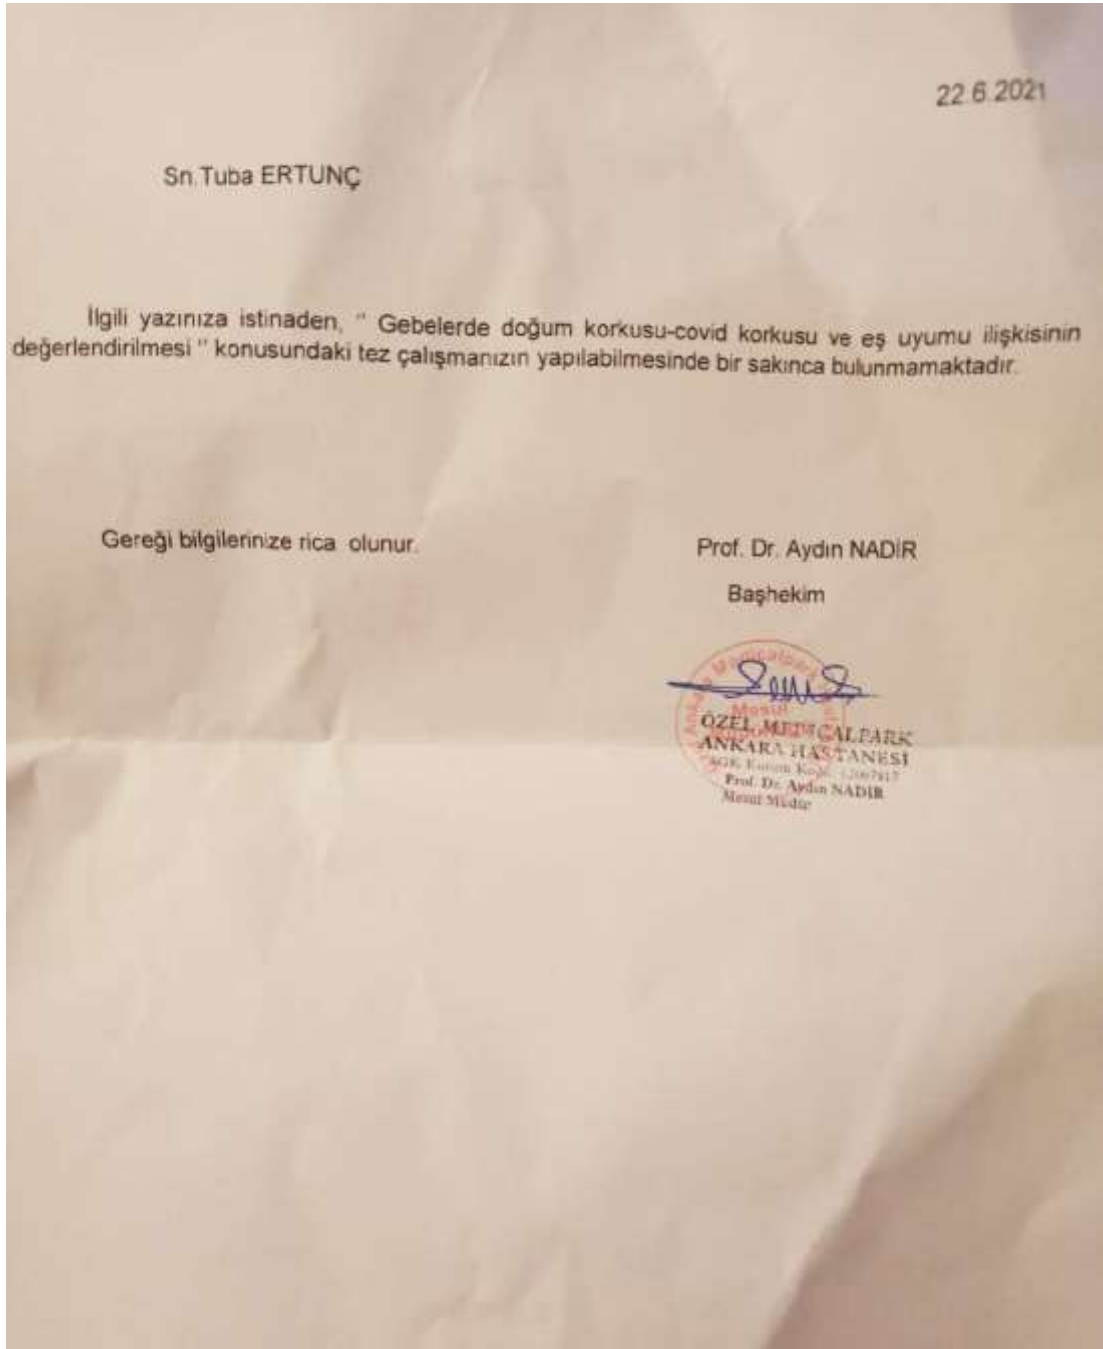 22.6.2021
Sn.Tuba ERTUNÇ
İlgili yazınıza istinaden, " Gebelerde doğum korkusu-covid korkusu ve eş uyumu ilişkisinin
değerlendirilmesi " konusundaki tez çalışmanızın yapılabilmesinde bir sakınca bulunmamaktadır.
Gereği bilgilerinize rica olunur.
Prof. Dr. Aydın NADİR
Başhekim
ÖZEL MEDICALPARK
ANKARA HASTANESİ
Prof. Dr. Aydın NADIR
Mesul Müdür